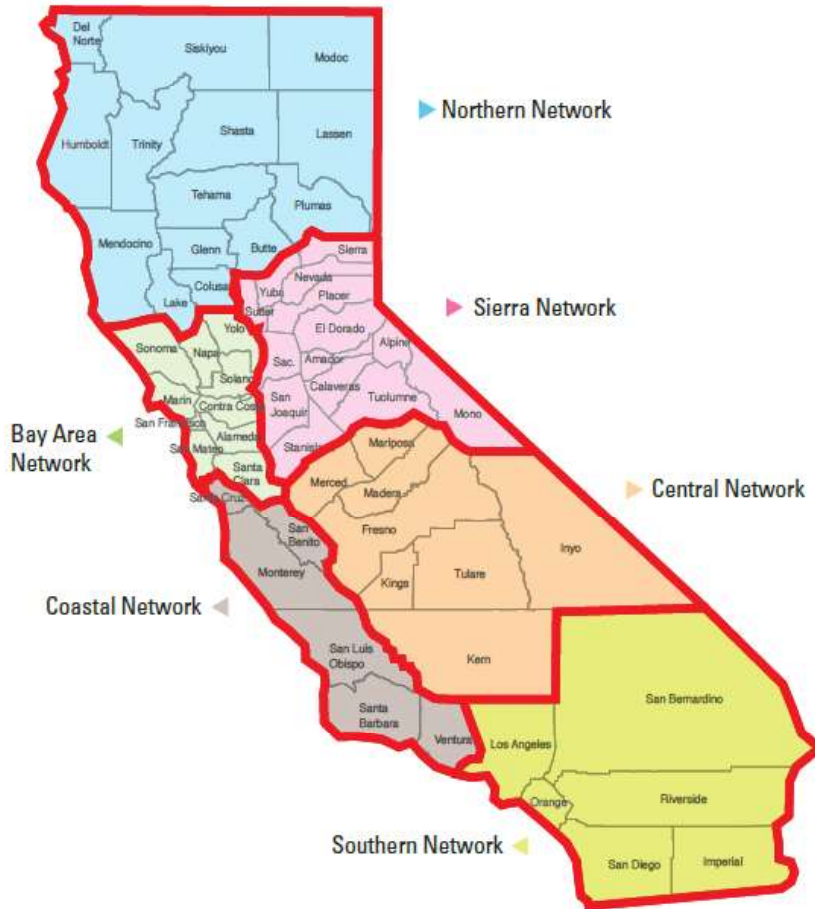 Del
Norte
Siskiyou
Modoc
Northern Network
Humboldt
Trinity
Shasta
Lassen
Tehama
Plumas
Mendocino
Glenn
Butte
Colusa
Lake
Sierra
Nevada
Yuba
Placer
Sutter
Sierra Network
El Dorado
Yolo
Sonoma
Napa
Alpine
Sac.
Amador
Solano
Calaveras
Marin
Contra Costa
San
Joaquin
Tuolumne
Mono
San Francisco
Alameda
Bay Area
Network
San Mateo
Stanisla
Mariposa
Santa
Clara
Merced
Madera
Central Network
Santa Cruz
Fresno
San
Benito
Inyo
Monterey
Kings
Tulare
Coastal Network
San Luis
Obispo
Kern
Santa
Barbara
San Bernardino
Ventura
Los Angeles
Orange
Riverside
Southern Network
San Diego
Imperial